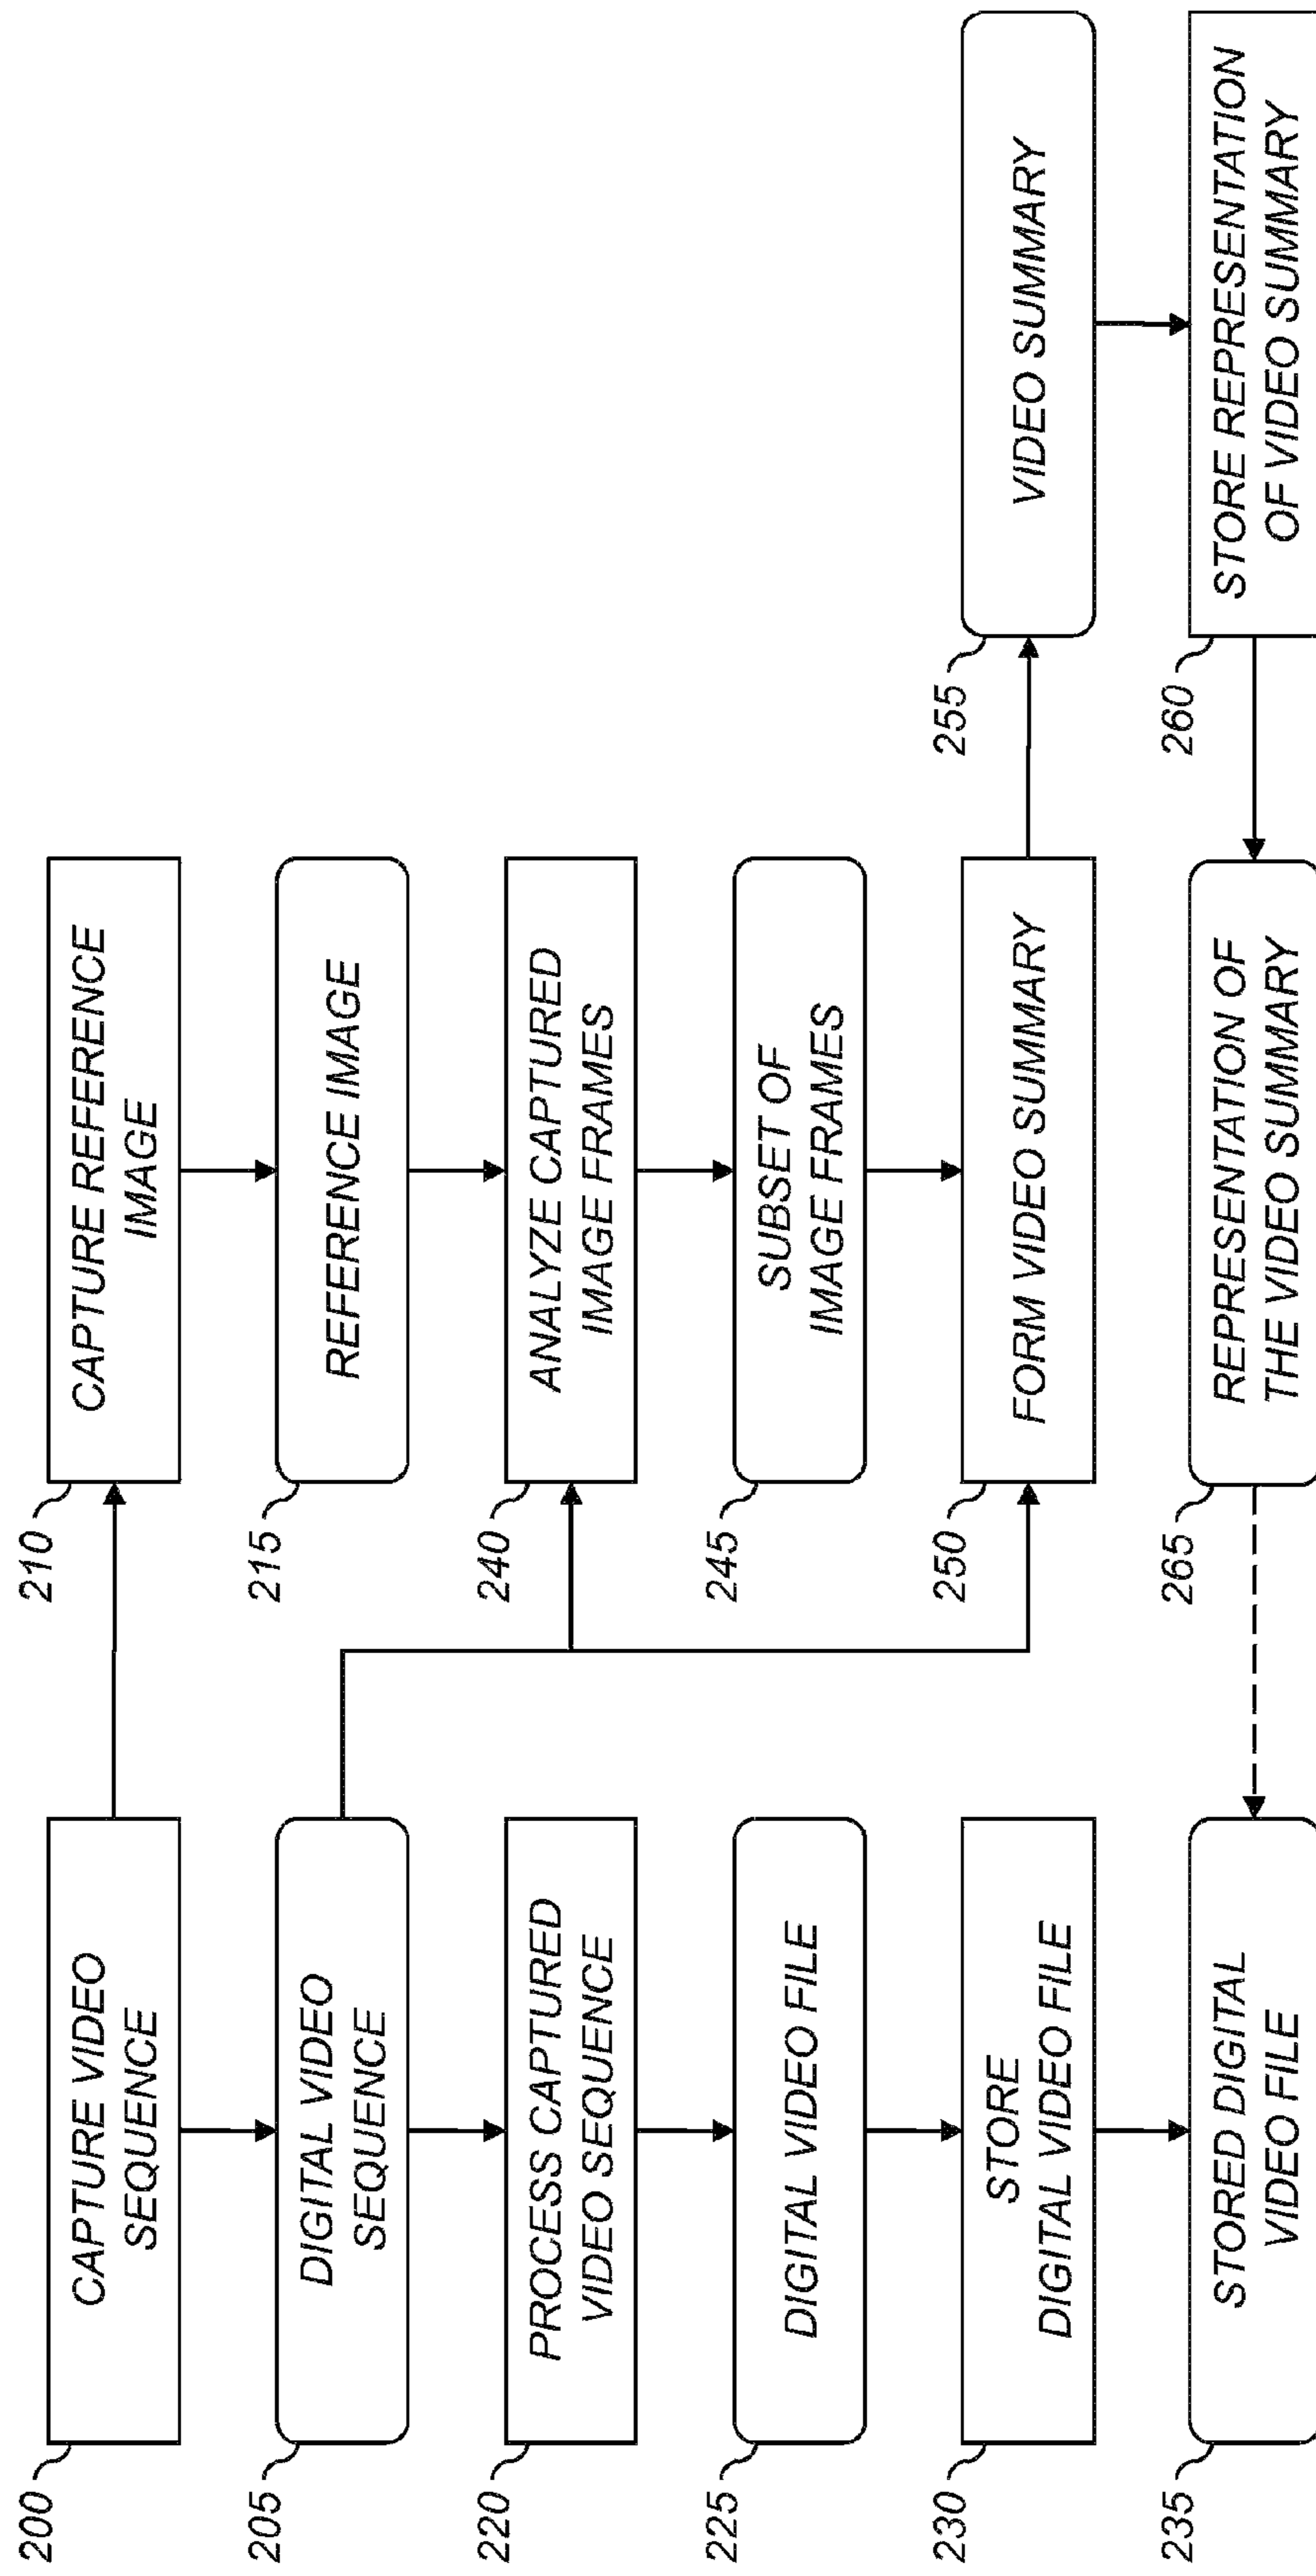 200
CAPTURE VIDEO
SEQUENCE
205
DIGITAL VIDEO
SEQUENCE
220
PROCESS CAPTURED
VIDEO SEQUENCE
225
DIGITAL VIDEO FILE
230
STORE
DIGITAL VIDEO FILE
235
STORED DIGITAL
VIDEO FILE
210
CAPTURE REFERENCE
IMAGE
215
REFERENCE IMAGE
240
ANALYZE CAPTURED
IMAGE FRAMES
245
SUBSET OF
IMAGE FRAMES
250
FORM VIDEO SUMMARY
265
REPRESENTATION OF
THE VIDEO SUMMARY
255
VIDEO SUMMARY
260
STORE REPRESENTATION
OF VIDEO SUMMARY